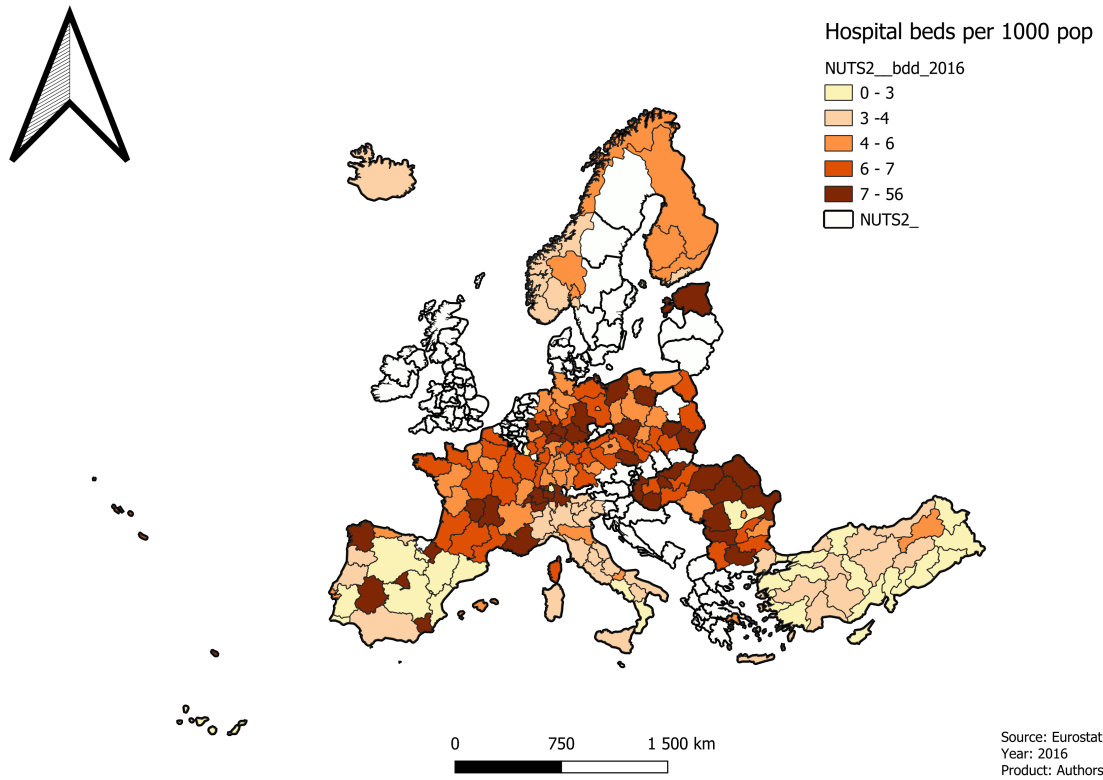 Hospital beds per 1000 pop
NUTS2__bdd_2016
0 - 3
3 -4
4 - 6
6 - 7
7 - 56
NUTS2_
0 750 1 500 km
Source: Eurostat
Year: 2016
Product: Authors